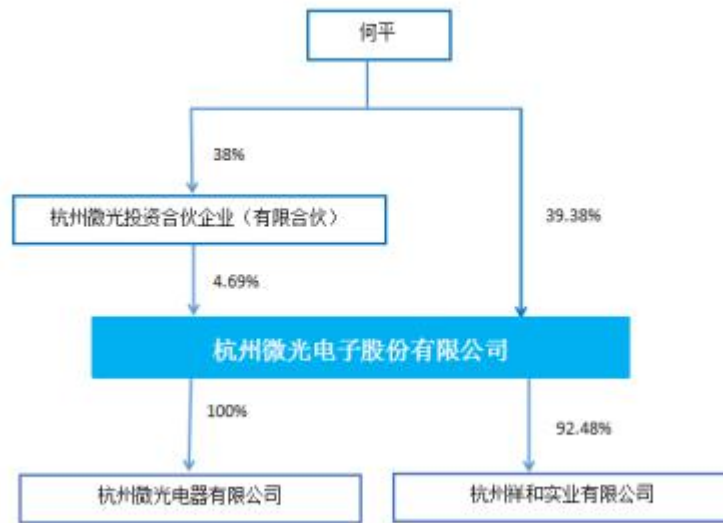 何平
38%
杭州微光投资合伙企业（有限合伙）
39.38%
4.69%
杭州微光电子股份有限公司
100%
92.48%
杭州微光电器有限公司
杭州祥和实业有限公司